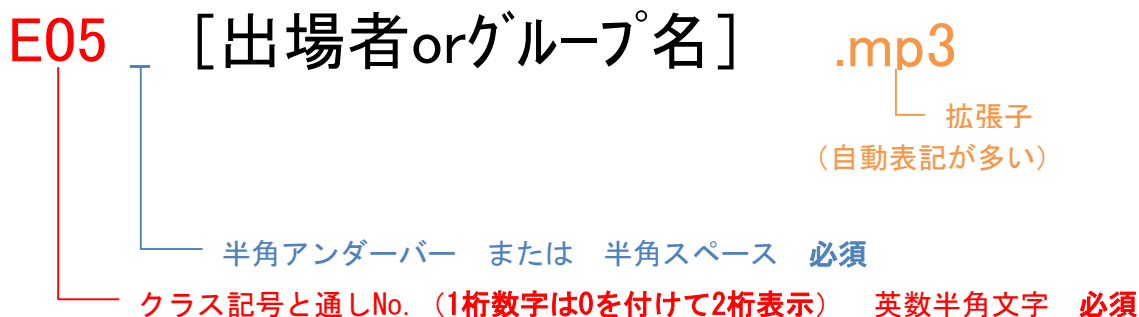 E05 _ [出場者orグループ名] .mp3
拡張子
（自動表記が多い）
半角アンダーバー　または　半角スペース　必須
クラス記号と通しNo.（1桁数字は0を付けて2桁表示）　英数半角文字　必須